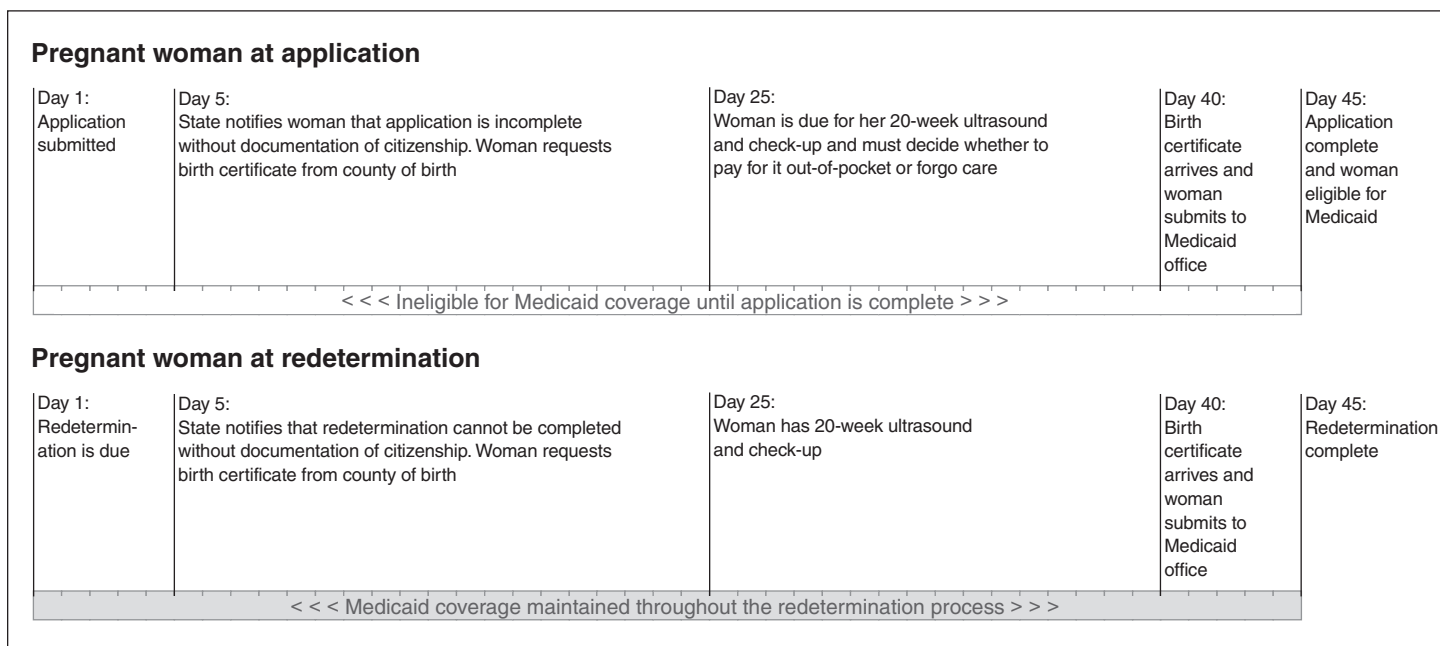 Pregnant woman at application
Day 1:
Application
submitted
Day 5:
State notifies woman that application is incomplete
without documentation of citizenship. Woman requests
birth certificate from county of birth
Day 25:
Woman is due for her 20-week ultrasound
and check-up and must decide whether to
pay for it out-of-pocket or forgo care
Day 40:
Birth
certificate
arrives and
woman
submits to
Medicaid
office
Day 45:
Application
complete
and woman
eligible for
Medicaid
< < < Ineligible for Medicaid coverage until application is complete > > >
Pregnant woman at redetermination
Day 1:
Redetermin-
ation is due
Day 5:
State notifies that redetermination cannot be completed
without documentation of citizenship. Woman requests
birth certificate from county of birth
Day 25:
Woman has 20-week ultrasound
and check-up
Day 40:
Birth
certificate
arrives and
woman
submits to
Medicaid
office
Day 45:
Redetermination
complete
< < < Medicaid coverage maintained throughout the redetermination process > > >